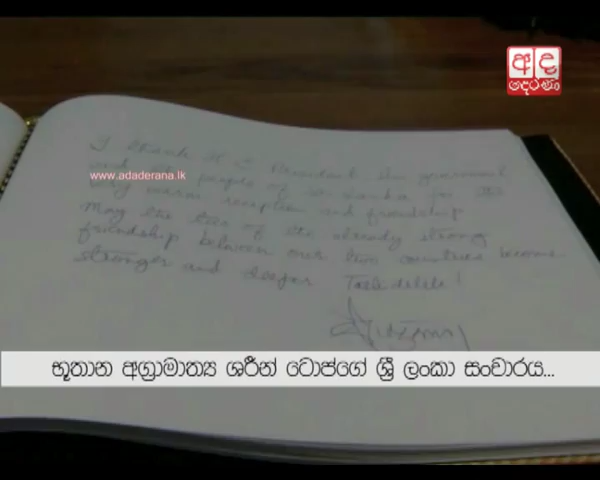 අද
දෙරණ
I thank H E President the government
www.adaderana.lk
and the people of Sri Lanka for the
very warm reception and friendship
May the ties of the already strong
friendship between our two countries become
stronger and deeper Tashi delek!
භූතාන අග්‍රාමාත්‍ය ශරින් ටොප්ගේ ශ්‍රී ලංකා සංචාරය...